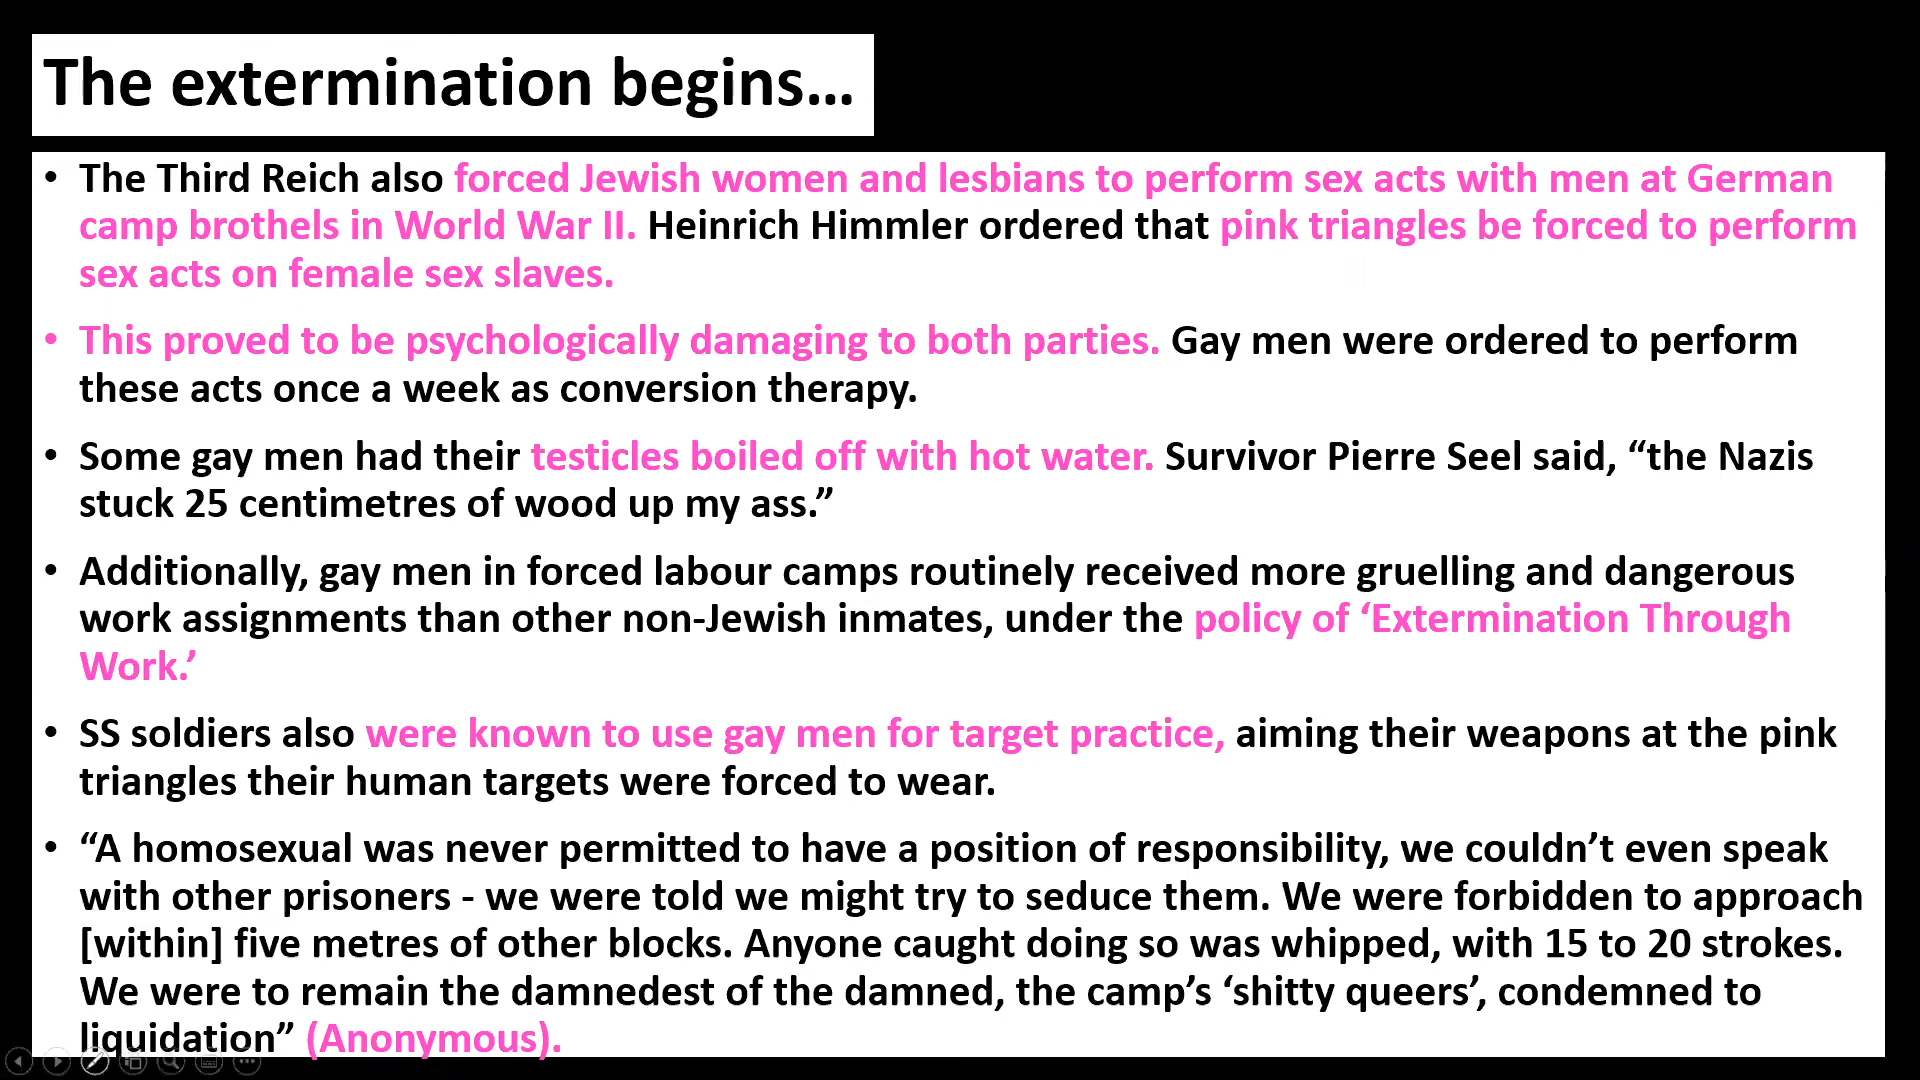 The extermination begins…
• The Third Reich also forced Jewish women and lesbians to perform sex acts with men at German
camp brothels in World War II. Heinrich Himmler ordered that pink triangles be forced to perform
sex acts on female sex slaves.
• This proved to be psychologically damaging to both parties. Gay men were ordered to perform
these acts once a week as conversion therapy.
• Some gay men had their testicles boiled off with hot water. Survivor Pierre Seel said, “the Nazis
stuck 25 centimetres of wood up my ass.”
• Additionally, gay men in forced labour camps routinely received more gruelling and dangerous
work assignments than other non-Jewish inmates, under the policy of ‘Extermination Through
Work.’
• SS soldiers also were known to use gay men for target practice, aiming their weapons at the pink
triangles their human targets were forced to wear.
• “A homosexual was never permitted to have a position of responsibility, we couldn’t even speak
with other prisoners - we were told we might try to seduce them. We were forbidden to approach
[within] five metres of other blocks. Anyone caught doing so was whipped, with 15 to 20 strokes.
We were to remain the damnedest of the damned, the camp’s ‘shitty queers’, condemned to
liquidation” (Anonymous).